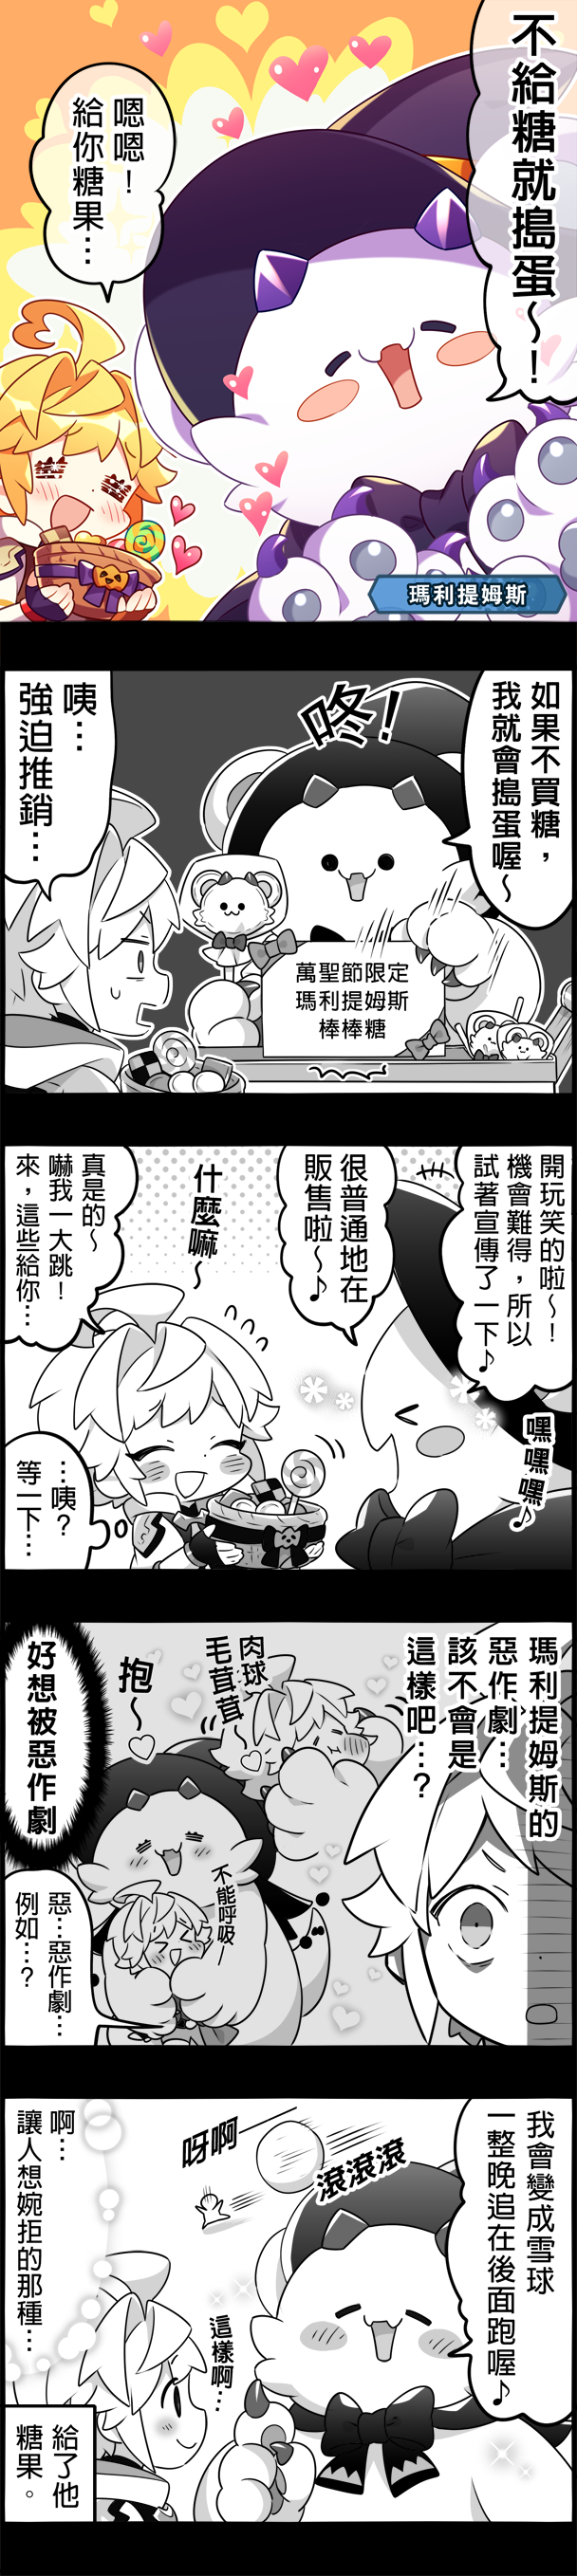 不給糖就搗蛋～！
嗯嗯！
給你糖果…
瑪利提姆斯
如果不買糖，
我就會搗蛋喔～
咚！
咦…
強迫推銷…
萬聖節限定
瑪利提姆斯
棒棒糖
開玩笑的啦～！
機會難得，所以
試著宣傳了一下♪
嘿嘿嘿♪
很普通地在
販售啦～♪
什麼嘛～
真是的～
嚇我一大跳！
來，這些給你…
…咦？
等一下…
瑪利提姆斯的
惡作劇…
該不會是
這樣吧…？
肉球
毛茸茸♡
抱～♡
不能呼吸—
好想被惡作劇
惡…惡作劇…
例如…？
我會變成雪球
一整晚追在後面跑喔♪
滾滾滾
呀啊——
這樣啊…
啊…
讓人想婉拒的那種…
給了他
糖果。